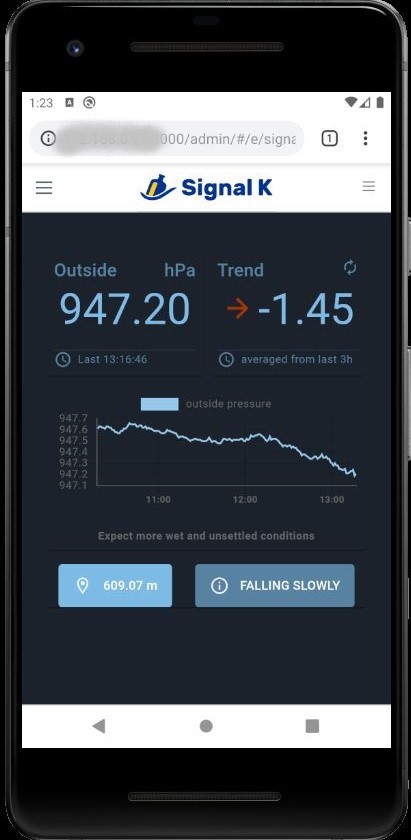 1:23
000/admin/#/e/signa
1
Signal K
Outside hPa
947.20
Last 13:16:46
Trend
-1.45
averaged from last 3h
outside pressure
947.7
947.6
947.5
947.4
947.3
947.2
947.1
11:00 12:00 13:00
Expect more wet and unsettled conditions
609.07 m
FALLING SLOWLY